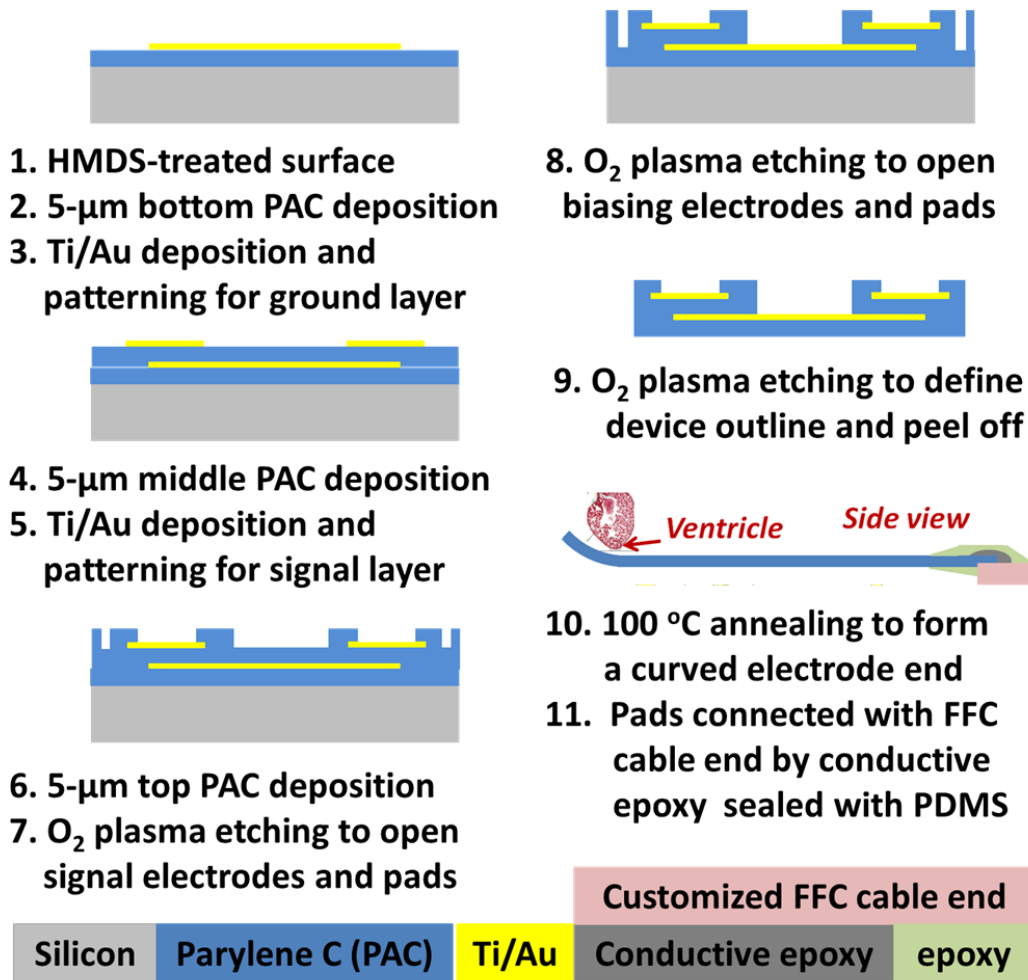 1. HMDS-treated surface
2. 5-µm bottom PAC deposition
3. Ti/Au deposition and
patterning for ground layer
4. 5-µm middle PAC deposition
5. Ti/Au deposition and
patterning for signal layer
6. 5-µm top PAC deposition
7. O₂ plasma etching to open
signal electrodes and pads
8. O₂ plasma etching to open
biasing electrodes and pads
9. O₂ plasma etching to define
device outline and peel off
Ventricle
Side view
10. 100 °C annealing to form
a curved electrode end
11. Pads connected with FFC
cable end by conductive
epoxy sealed with PDMS
Customized FFC cable end
Silicon Parylene C (PAC) Ti/Au Conductive epoxy epoxy